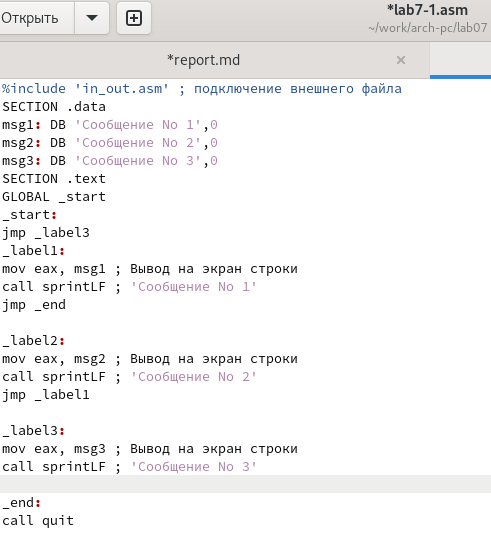 Открыть
*lab7-1.asm
~/work/arch-pc/lab07
*report.md
%include 'in_out.asm' ; подключение внешнего файла
SECTION .data
msg1: DB 'Сообщение No 1',0
msg2: DB 'Сообщение No 2',0
msg3: DB 'Сообщение No 3',0
SECTION .text
GLOBAL _start
_start:
jmp _label3
_label1:
mov eax, msg1 ; Вывод на экран строки
call sprintLF ; 'Сообщение No 1'
jmp _end
_label2:
mov eax, msg2 ; Вывод на экран строки
call sprintLF ; 'Сообщение No 2'
jmp _label1
_label3:
mov eax, msg3 ; Вывод на экран строки
call sprintLF ; 'Сообщение No 3'
_end:
call quit